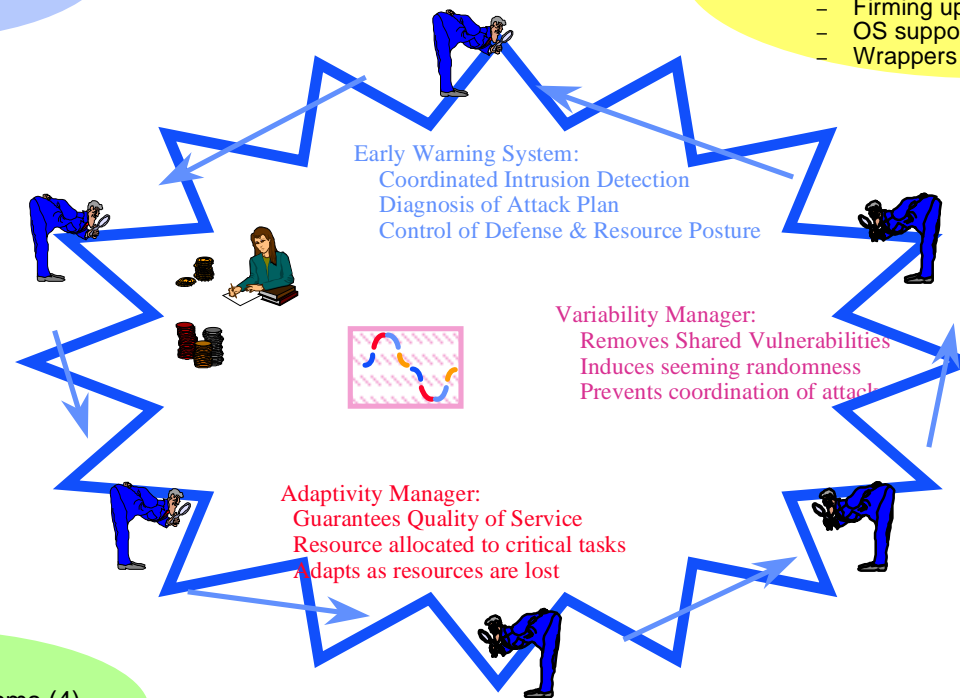 – Firming up
– OS
– Wrappers
Early Warning System:
Coordinated Intrusion Detection
Diagnosis of Attack Plan
Control of Defense & Resource Posture
Variability Manager:
Removes Shared Vulnerabilities
Induces seeming randomness
Prevents coordination of attack
Adaptivity Manager:
Guarantees Quality of Service
Resource allocated to critical tasks
Adapts as resources are lost
(4)